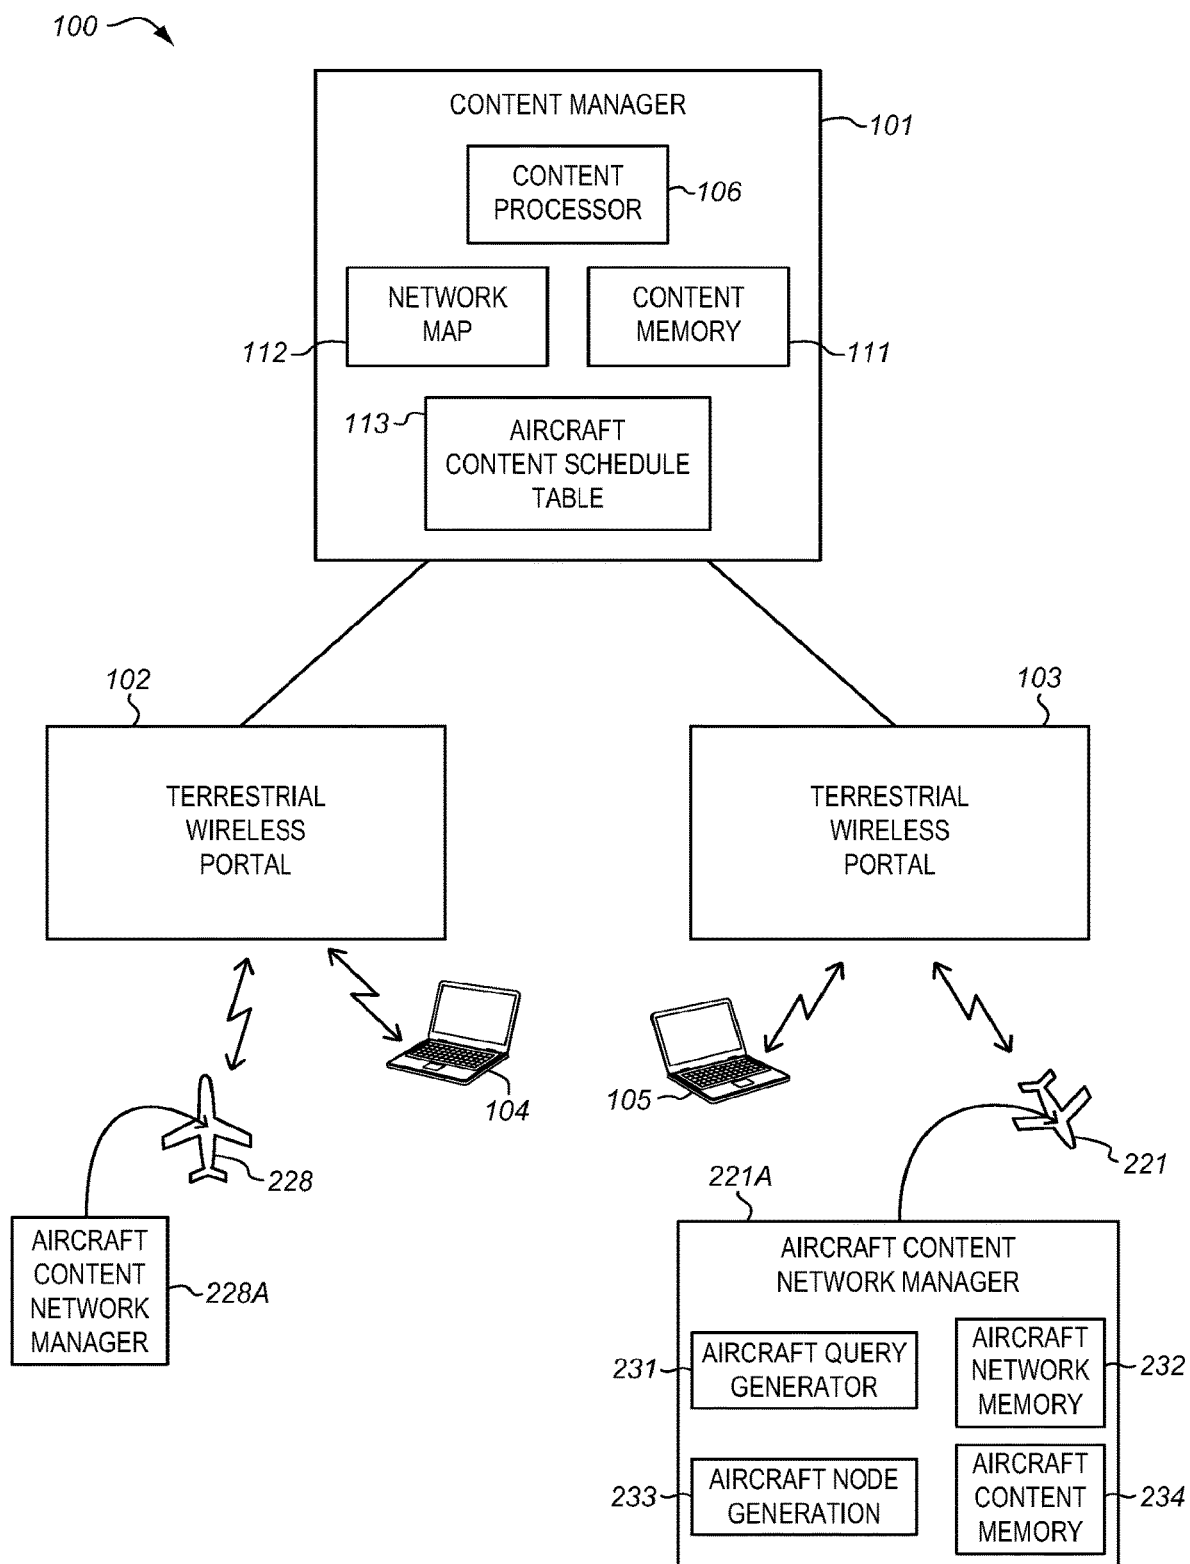 100
CONTENT MANAGER
101
CONTENT
PROCESSOR
106
NETWORK
MAP
112
CONTENT
MEMORY
111
113
AIRCRAFT
CONTENT SCHEDULE
TABLE
102
TERRESTRIAL
WIRELESS
PORTAL
103
TERRESTRIAL
WIRELESS
PORTAL
104
105
228
221
AIRCRAFT
CONTENT
NETWORK
MANAGER
228A
221A
AIRCRAFT CONTENT
NETWORK MANAGER
231
AIRCRAFT QUERY
GENERATOR
AIRCRAFT
NETWORK
MEMORY
232
233
AIRCRAFT NODE
GENERATION
AIRCRAFT
CONTENT
MEMORY
234